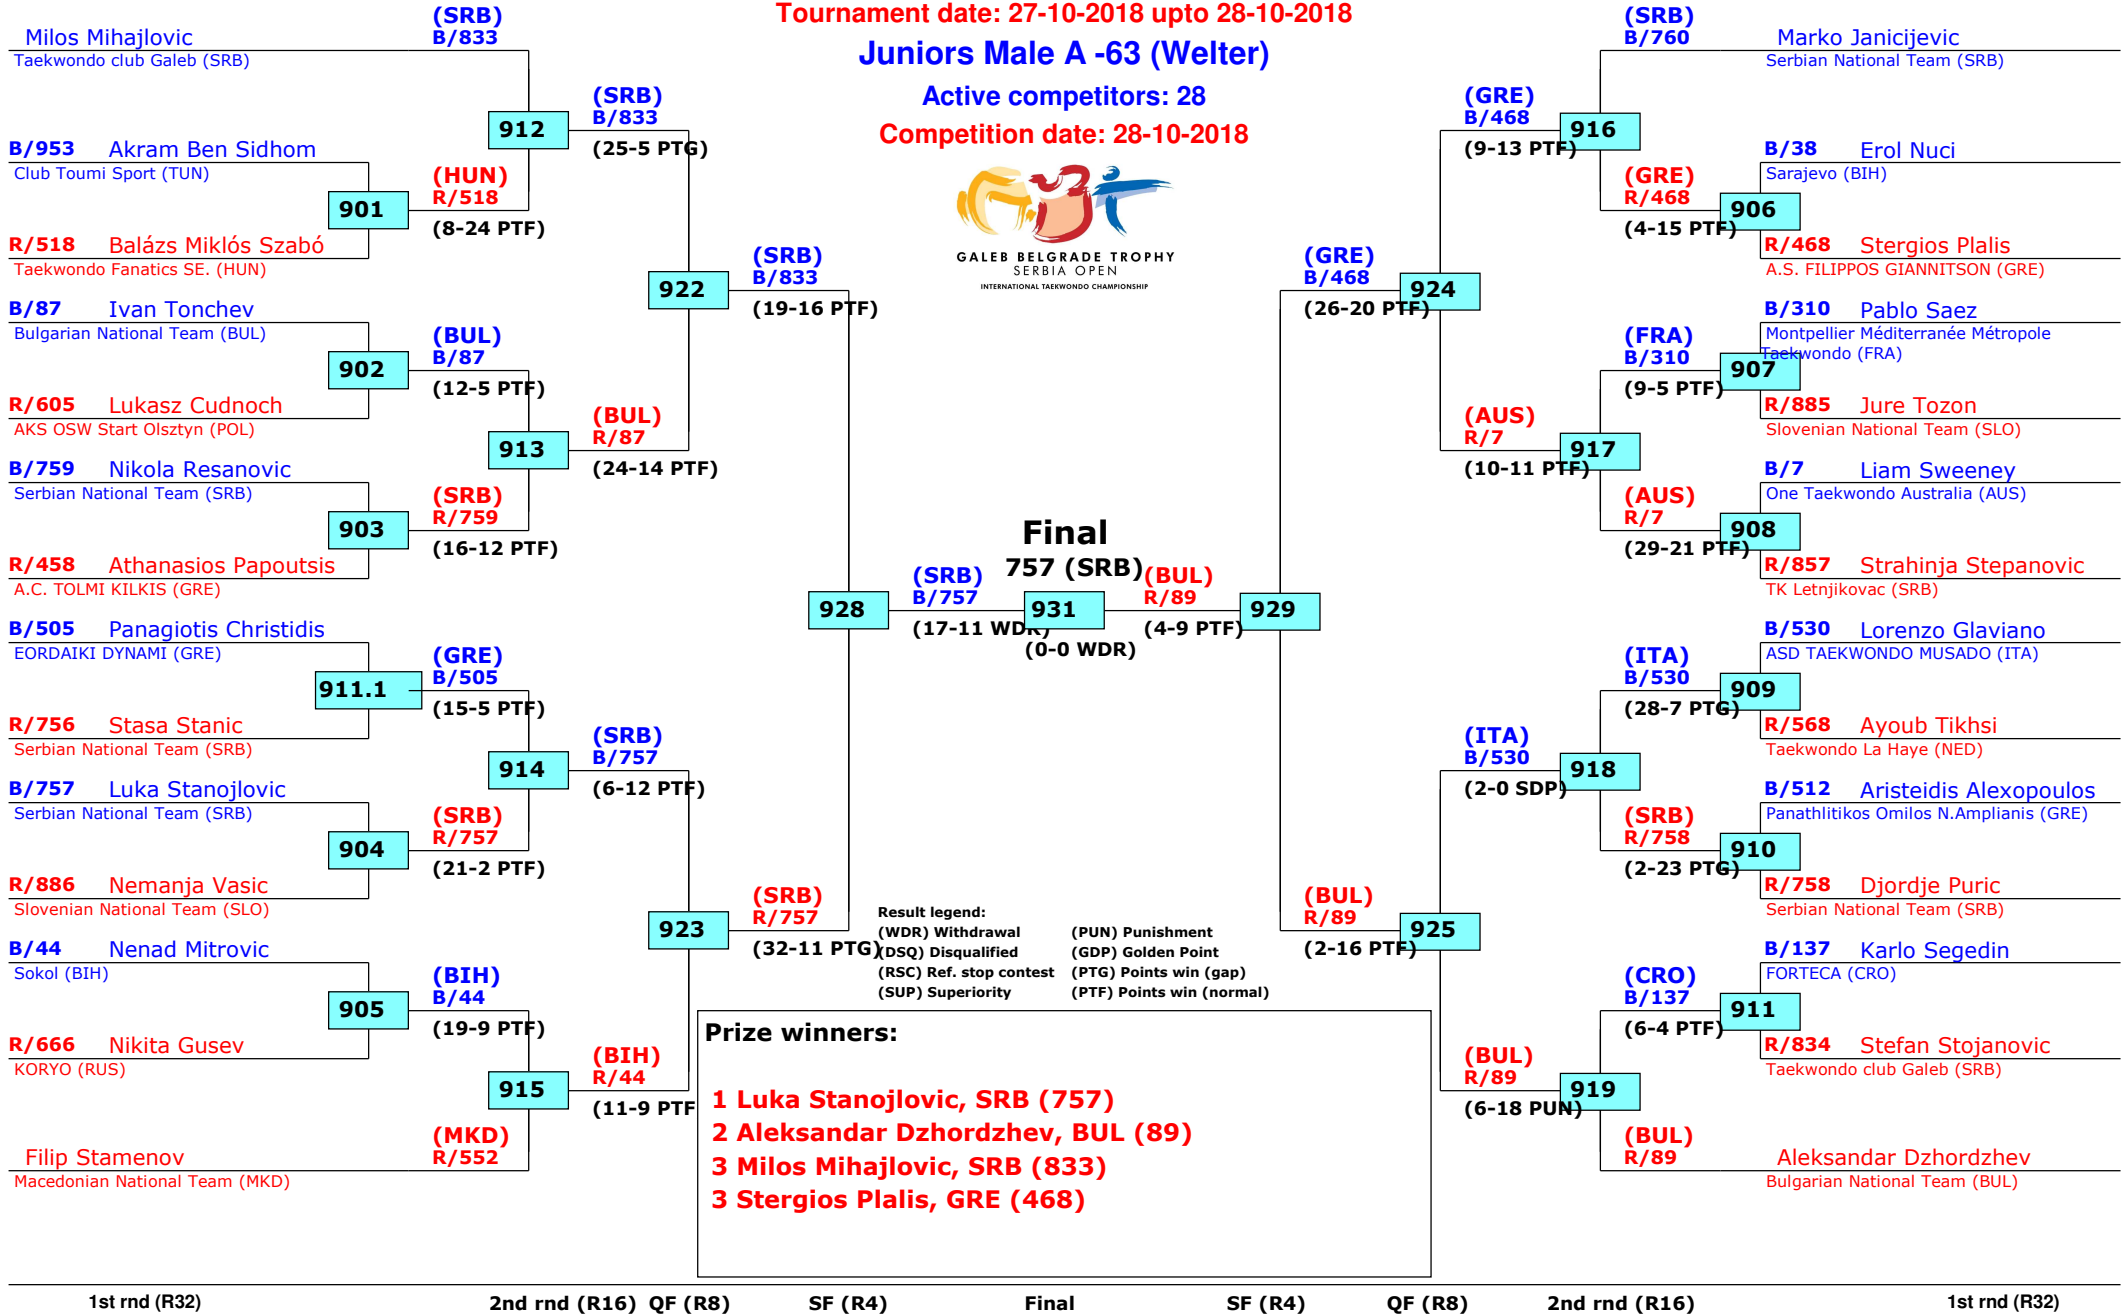 Tournament date: 27-10-2018 upto 28-10-2018
Juniors Male A -63 (Welter)
Active competitors: 28
Competition date: 28-10-2018
GALEB BELGRADE TROPHY
SERBIA OPEN
INTERNATIONAL TAEKWONDO CHAMPIONSHIP
Milos Mihajlovic
Taekwondo club Galeb (SRB)
(SRB)
B/833
B/953 Akram Ben Sidhom
Club Toumi Sport (TUN)
901
R/518 Balázs Miklós Szabó
Taekwondo Fanatics SE. (HUN)
(HUN)
R/518
(8-24 PTF)
912
(SRB)
B/833
(25-5 PTG)
B/87 Ivan Tonchev
Bulgarian National Team (BUL)
902
R/605 Lukasz Cudnoch
AKS OSW Start Olsztyn (POL)
(BUL)
B/87
(12-5 PTF)
B/759 Nikola Resanovic
Serbian National Team (SRB)
903
R/458 Athanasios Papoutsis
A.C. TOLMI KILKIS (GRE)
(SRB)
R/759
(16-12 PTF)
913
(BUL)
R/87
(24-14 PTF)
922
(SRB)
B/833
(19-16 PTF)
B/505 Panagiotis Christidis
EORDAIKI DYNAMI (GRE)
911.1
R/756 Stasa Stanic
Serbian National Team (SRB)
(GRE)
B/505
(15-5 PTF)
B/757 Luka Stanojlovic
Serbian National Team (SRB)
904
R/886 Nemanja Vasic
Slovenian National Team (SLO)
(SRB)
R/757
(21-2 PTF)
914
(SRB)
B/757
(6-12 PTF)
B/44 Nenad Mitrovic
Sokol (BIH)
905
R/666 Nikita Gusev
KORYO (RUS)
(BIH)
B/44
(19-9 PTF)
Filip Stamenov
Macedonian National Team (MKD)
(MKD)
R/552
915
(BIH)
R/44
(11-9 PTF
923
(SRB)
R/757
(32-11 PTG)
928
(SRB)
B/757
(17-11 WDR)
Final
757 (SRB)
931
(0-0 WDR)
(BUL)
R/89
(4-9 PTF)
929
(GRE)
B/468
(26-20 PTF)
924
(GRE)
B/468
(9-13 PTF)
916
(SRB)
B/760
Marko Janicijevic
Serbian National Team (SRB)
(GRE)
R/468
(4-15 PTF)
B/38 Erol Nuci
Sarajevo (BIH)
906
R/468 Stergios Plalis
A.S. FILIPPOS GIANNITSON (GRE)
(AUS)
R/7
(10-11 PTF)
917
(FRA)
B/310
(9-5 PTF)
B/310 Pablo Saez
Montpellier Méditerranée Métropole
Taekwondo (FRA)
907
R/885 Jure Tozon
Slovenian National Team (SLO)
(AUS)
R/7
(29-21 PTF)
B/7 Liam Sweeney
One Taekwondo Australia (AUS)
908
R/857 Strahinja Stepanovic
TK Letnjikovac (SRB)
(BUL)
R/89
(2-16 PTF)
925
(ITA)
B/530
(2-0 SDP)
918
(ITA)
B/530
(28-7 PTG)
B/530 Lorenzo Glaviano
ASD TAEKWONDO MUSADO (ITA)
909
R/568 Ayoub Tikhsi
Taekwondo La Haye (NED)
(SRB)
R/758
(2-23 PTG)
B/512 Aristeidis Alexopoulos
Panathlitikos Omilos N.Amplianis (GRE)
910
R/758 Djordje Puric
Serbian National Team (SRB)
(BUL)
R/89
(6-18 PUN)
919
(CRO)
B/137
(6-4 PTF)
B/137 Karlo Segedin
FORTECA (CRO)
911
R/834 Stefan Stojanovic
Taekwondo club Galeb (SRB)
(BUL)
R/89
Aleksandar Dzhordzhev
Bulgarian National Team (BUL)
Result legend:
(WDR) Withdrawal (PUN) Punishment
(DSQ) Disqualified (GDP) Golden Point
(RSC) Ref. stop contest (PTG) Points win (gap)
(SUP) Superiority (PTF) Points win (normal)
Prize winners:
1 Luka Stanojlovic, SRB (757)
2 Aleksandar Dzhordzhev, BUL (89)
3 Milos Mihajlovic, SRB (833)
3 Stergios Plalis, GRE (468)
1st rnd (R32) 2nd rnd (R16) QF (R8) SF (R4) Final SF (R4) QF (R8) 2nd rnd (R16) 1st rnd (R32)